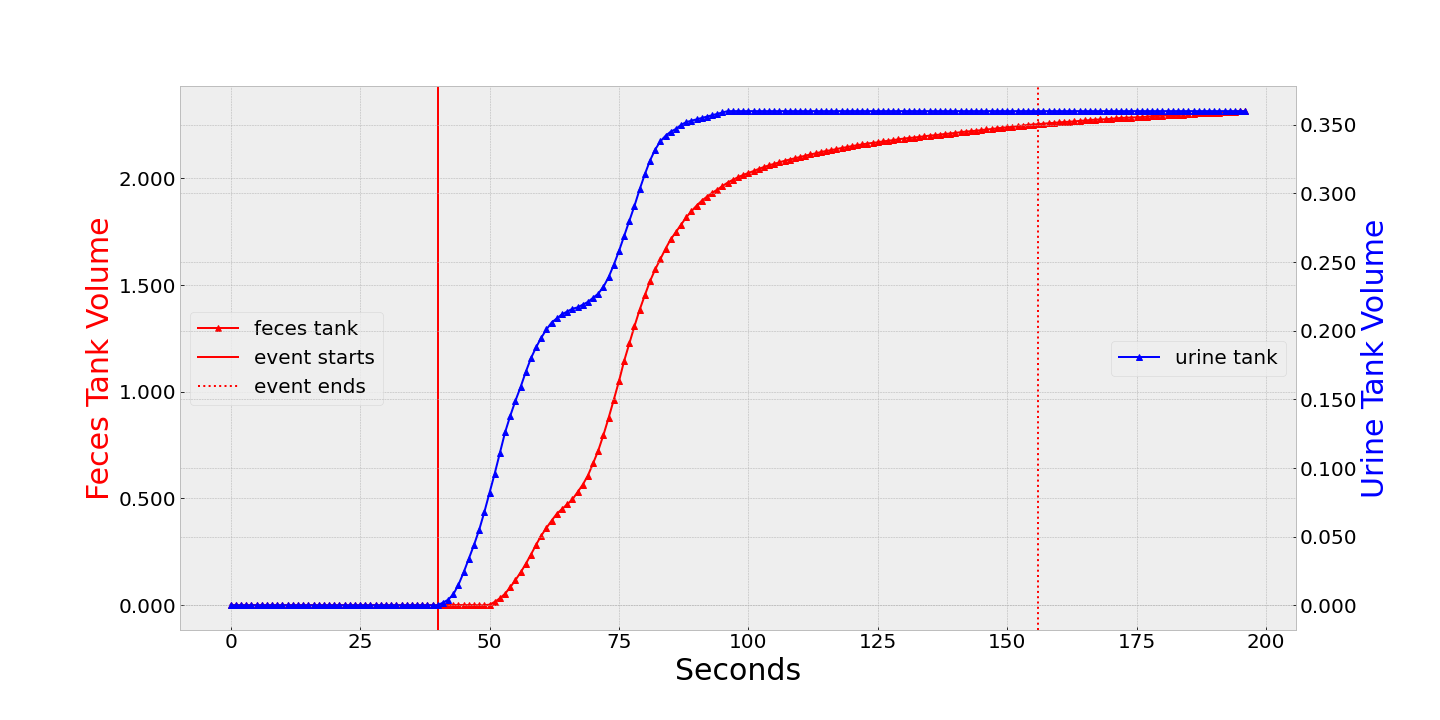 Feces Tank Volume
2.000
1.500
1.000
0.500
0.000
feces tank
event starts
event ends
urine tank
0.350
0.300
0.250
0.200
0.150
0.100
0.050
0.000
Urine Tank Volume
0 25 50 75 100 125 150 175 200
Seconds